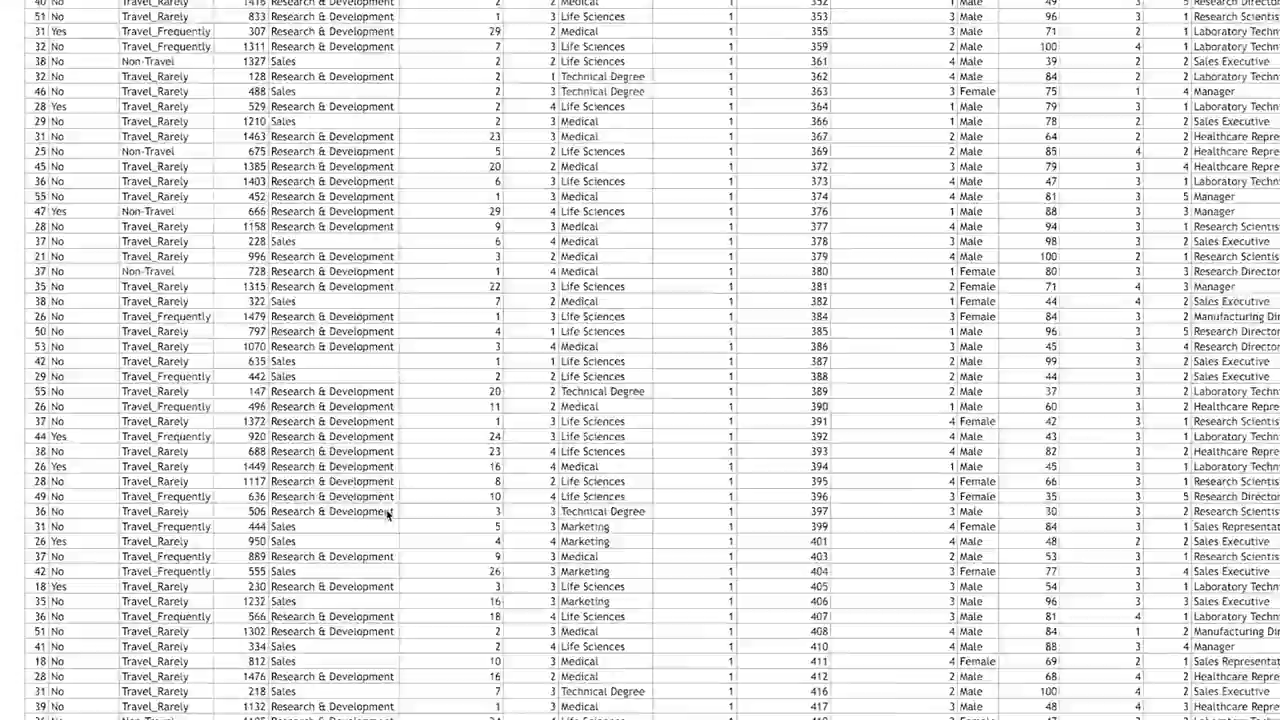 40 No Travel_Rarely 1416 Research & Development 2 2 Medical 1 352 1 Male 49 3 5 Research Director
51 No Travel_Rarely 833 Research & Development 1 3 Life Sciences 1 353 3 Male 96 3 1 Research Scientis
31 Yes Travel_Frequently 307 Research & Development 29 2 Medical 1 355 3 Male 71 2 1 Laboratory Techn
32 No Travel_Frequently 1311 Research & Development 7 3 Life Sciences 1 359 2 Male 100 4 1 Laboratory Techn
38 No Non-Travel 1327 Sales 2 2 Life Sciences 1 361 4 Male 39 2 2 Sales Executive
32 No Travel_Rarely 128 Research & Development 2 1 Technical Degree 1 362 4 Male 84 2 2 Laboratory Techn
46 No Travel_Rarely 488 Sales 2 3 Technical Degree 1 363 3 Female 75 1 4 Manager
28 Yes Travel_Rarely 529 Research & Development 2 4 Life Sciences 1 364 1 Male 79 3 1 Laboratory Techn
29 No Travel_Rarely 1210 Sales 2 3 Medical 1 366 1 Male 78 2 2 Sales Executive
31 No Travel_Rarely 1463 Research & Development 23 3 Medical 1 367 2 Male 64 2 2 Healthcare Repre
25 No Non-Travel 675 Research & Development 5 2 Life Sciences 1 369 2 Male 85 4 2 Healthcare Repre
45 No Travel_Rarely 1385 Research & Development 20 2 Medical 1 372 3 Male 79 3 4 Healthcare Repre
36 No Travel_Rarely 1403 Research & Development 6 3 Life Sciences 1 373 4 Male 47 3 1 Laboratory Techn
55 No Travel_Rarely 452 Research & Development 1 3 Medical 1 374 4 Male 81 3 5 Manager
47 Yes Non-Travel 666 Research & Development 29 4 Life Sciences 1 376 1 Male 88 3 3 Manager
28 No Travel_Rarely 1158 Research & Development 9 3 Medical 1 377 4 Male 94 3 1 Research Scientis
37 No Travel_Rarely 228 Sales 6 4 Medical 1 378 3 Male 98 3 2 Sales Executive
21 No Travel_Rarely 996 Research & Development 3 2 Medical 1 379 4 Male 100 2 1 Research Scientis
37 No Non-Travel 728 Research & Development 1 4 Medical 1 380 1 Female 80 3 3 Research Director
35 No Travel_Rarely 1315 Research & Development 22 3 Life Sciences 1 381 2 Female 71 4 3 Manager
38 No Travel_Rarely 322 Sales 7 2 Medical 1 382 1 Female 44 4 2 Sales Executive
26 No Travel_Frequently 1479 Research & Development 1 3 Life Sciences 1 384 3 Female 84 3 2 Manufacturing Di
50 No Travel_Rarely 797 Research & Development 4 1 Life Sciences 1 385 1 Male 96 3 5 Research Director
53 No Travel_Rarely 1070 Research & Development 3 4 Medical 1 386 3 Male 45 3 4 Research Director
42 No Travel_Rarely 635 Sales 1 1 Life Sciences 1 387 2 Male 99 3 2 Sales Executive
29 No Travel_Frequently 442 Sales 2 2 Life Sciences 1 388 2 Male 44 3 2 Sales Executive
55 No Travel_Rarely 147 Research & Development 20 2 Technical Degree 1 389 2 Male 37 3 2 Laboratory Techn
26 No Travel_Frequently 496 Research & Development 11 2 Medical 1 390 1 Male 60 3 2 Healthcare Repre
37 No Travel_Rarely 1372 Research & Development 1 3 Life Sciences 1 391 4 Female 42 3 1 Research Scientis
44 Yes Travel_Frequently 920 Research & Development 24 3 Life Sciences 1 392 4 Male 43 3 1 Laboratory Techn
38 No Travel_Rarely 688 Research & Development 23 4 Life Sciences 1 393 4 Male 82 3 2 Healthcare Repre
26 Yes Travel_Rarely 1449 Research & Development 16 4 Medical 1 394 1 Male 45 3 1 Laboratory Techn
28 No Travel_Rarely 1117 Research & Development 8 2 Life Sciences 1 395 4 Male 66 3 1 Research Scientis
49 No Travel_Frequently 636 Research & Development 10 4 Life Sciences 1 396 3 Female 35 3 5 Research Director
36 No Travel_Rarely 506 Research & Development 3 3 Technical Degree 1 397 3 Male 30 3 2 Research Scientis
31 No Travel_Frequently 444 Sales 5 3 Marketing 1 399 4 Female 84 3 1 Sales Representat
26 Yes Travel_Rarely 950 Sales 4 4 Marketing 1 401 4 Male 48 2 2 Sales Executive
37 No Travel_Frequently 889 Research & Development 9 3 Medical 1 403 2 Male 53 3 1 Research Scientis
42 No Travel_Frequently 555 Sales 26 3 Marketing 1 404 3 Female 77 3 4 Sales Executive
18 Yes Travel_Rarely 230 Research & Development 3 3 Life Sciences 1 405 3 Male 54 3 1 Laboratory Techn
35 No Travel_Rarely 1232 Sales 16 3 Marketing 1 406 3 Male 96 3 3 Sales Executive
36 No Travel_Frequently 566 Research & Development 18 4 Life Sciences 1 407 3 Male 81 4 1 Laboratory Techn
51 No Travel_Rarely 1302 Research & Development 2 3 Medical 1 408 4 Male 84 1 2 Manufacturing Di
41 No Travel_Rarely 334 Sales 2 4 Life Sciences 1 410 4 Male 88 3 4 Manager
18 No Travel_Rarely 812 Sales 10 3 Medical 1 411 4 Female 69 2 1 Sales Representat
28 No Travel_Rarely 1476 Research & Development 16 2 Medical 1 412 2 Male 68 4 2 Healthcare Repre
31 No Travel_Rarely 218 Sales 7 3 Technical Degree 1 416 2 Male 100 4 2 Sales Executive
39 No Travel_Rarely 1132 Research & Development 1 3 Medical 1 417 3 Male 48 4 3 Healthcare Repre